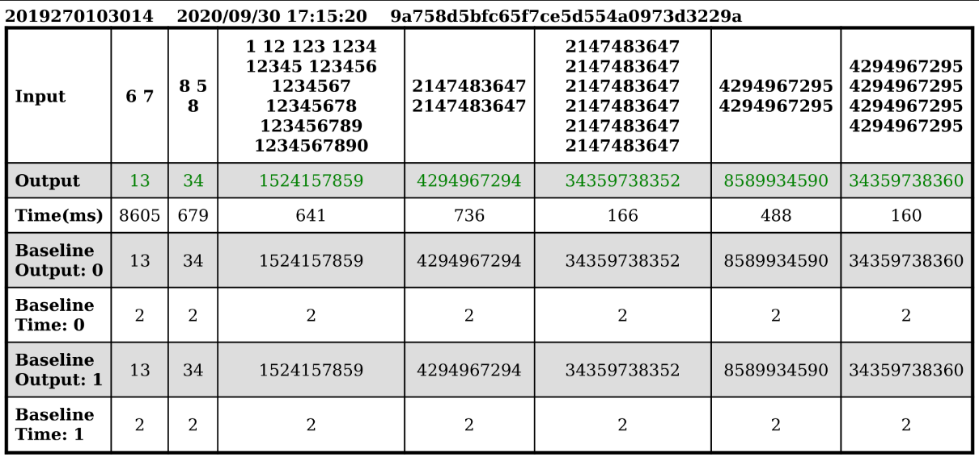 2019270103014 2020/09/30 17:15:20 9a758d5bfc65f7ce5d554a0973d3229a
Input
6 7
8 5
8
1 12 123 1234
12345 123456
1234567
12345678
123456789
1234567890
2147483647
2147483647
2147483647
2147483647
2147483647
2147483647
2147483647
2147483647
4294967295
4294967295
4294967295
4294967295
4294967295
4294967295
Output 13 34 1524157859 4294967294 34359738352 8589934590 34359738360
Time(ms) 8605 679 641 736 166 488 160
Baseline
Output: 0
13 34 1524157859 4294967294 34359738352 8589934590 34359738360
Baseline
Time: 0
2 2 2 2 2 2 2
Baseline
Output: 1
13 34 1524157859 4294967294 34359738352 8589934590 34359738360
Baseline
Time: 1
2 2 2 2 2 2 2